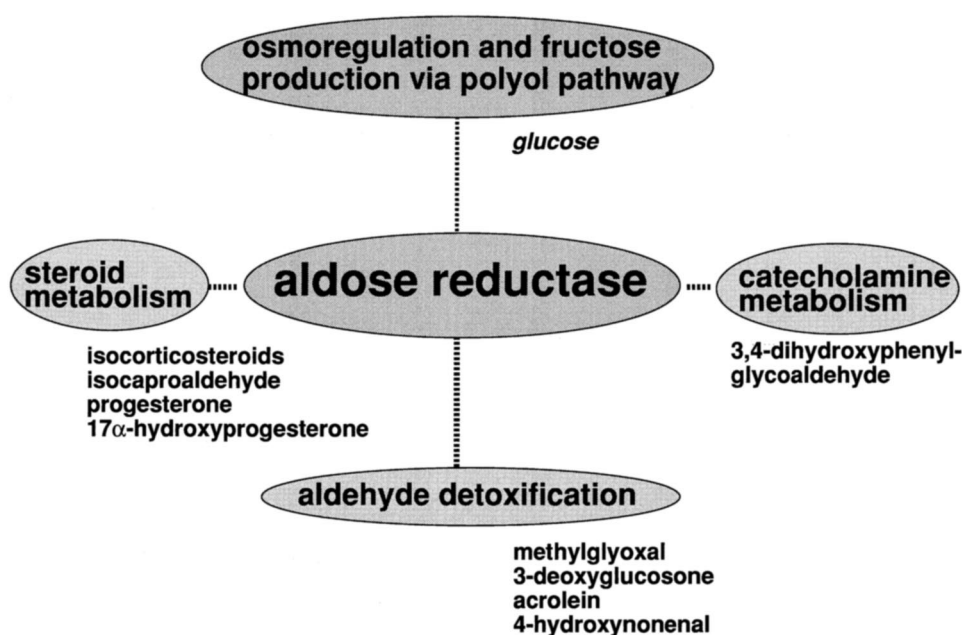 osmoregulation and fructose
production via polyol pathway
glucose
steroid
metabolism
aldose reductase
catecholamine
metabolism
isocorticosteroids
isocaproaldehyde
progesterone
17α-hydroxyprogesterone
3,4-dihydroxyphenyl-
glycoaldehyde
aldehyde detoxification
methylglyoxal
3-deoxyglucosone
acrolein
4-hydroxynonenal